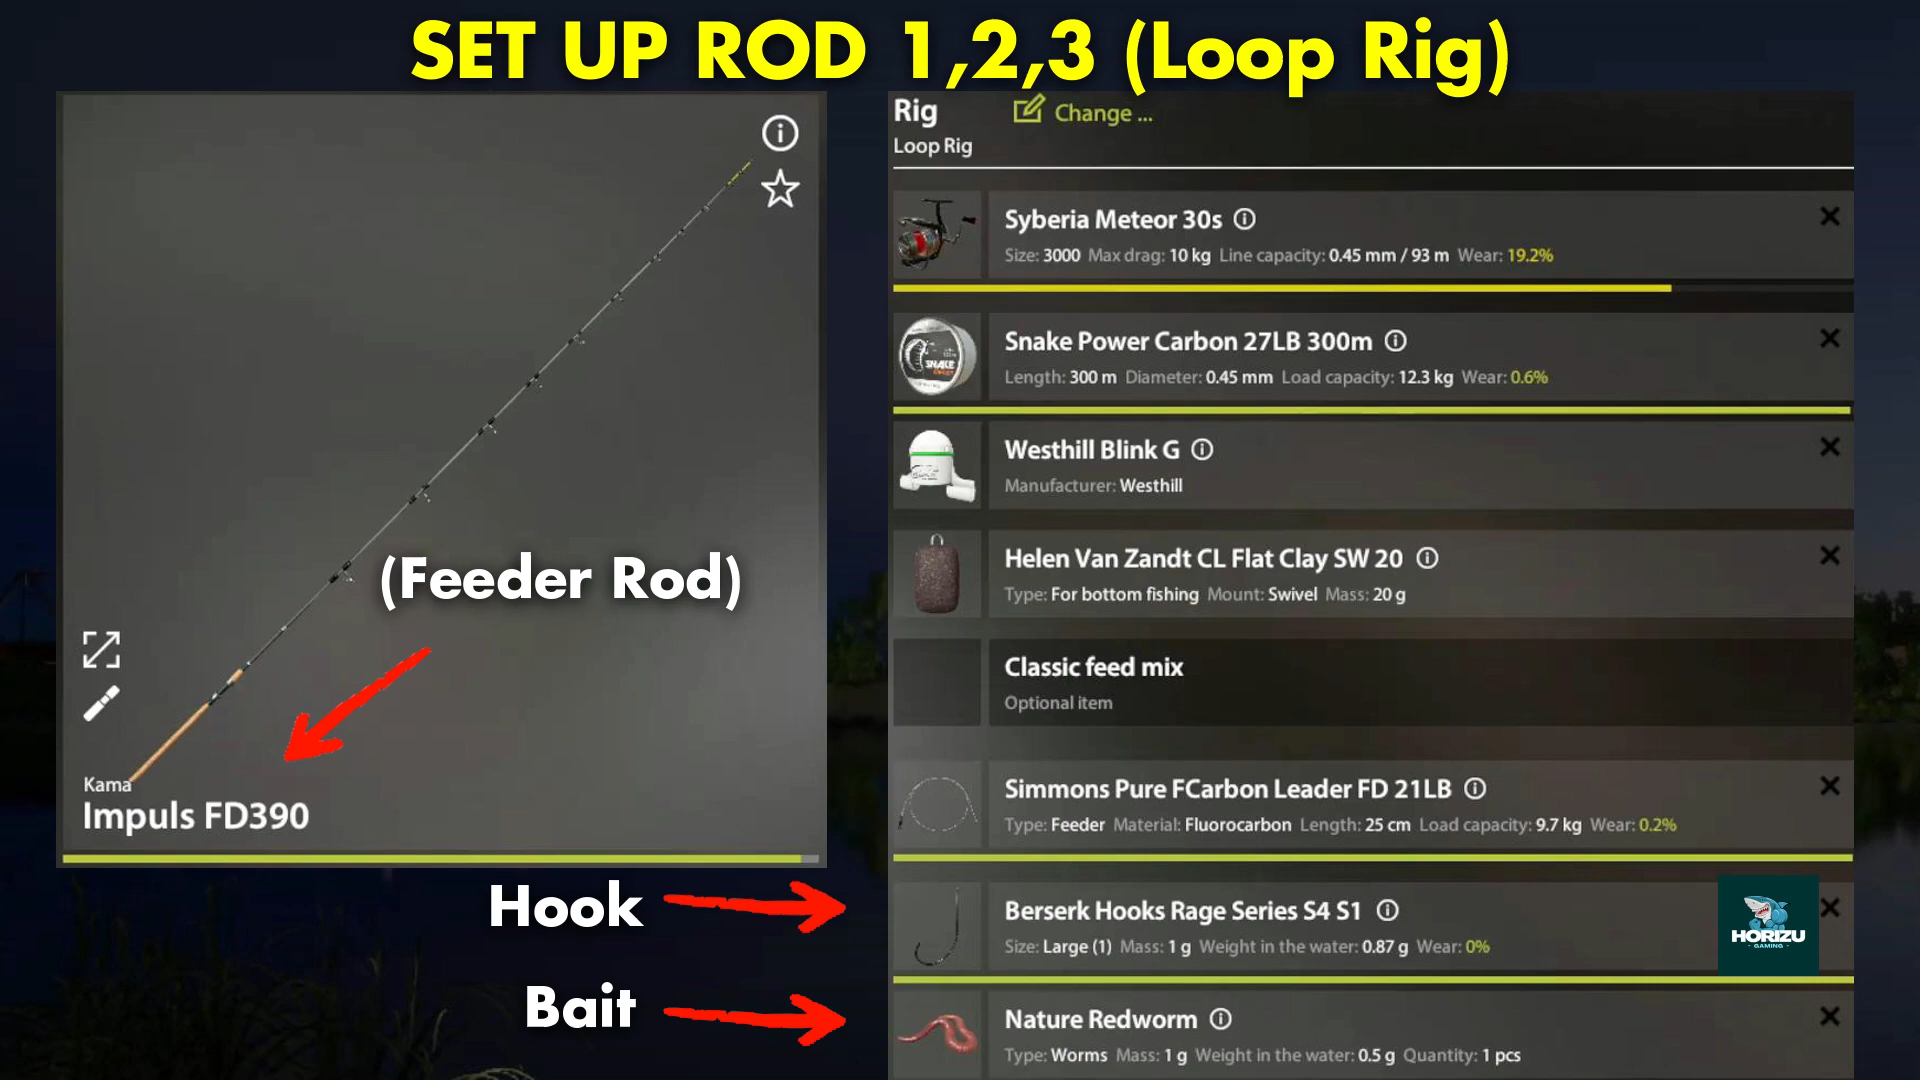 SET UP ROD 1,2,3 (Loop Rig)
(Feeder Rod)
Kama
Impuls FD390
Hook
Bait
Rig
Change ...
Loop Rig
Syberia Meteor 30s
Size: 3000 Max drag: 10 kg Line capacity: 0.45 mm / 93 m Wear: 19.2%
SNAKE
Snake Power Carbon 27LB 300m
Length: 300 m Diameter: 0.45 mm Load capacity: 12.3 kg Wear: 0.6%
Westhill Blink G
Manufacturer: Westhill
Helen Van Zandt CL Flat Clay SW 20
Type: For bottom fishing Mount: Swivel Mass: 20 g
Classic feed mix
Optional item
Simmons Pure FCarbon Leader FD 21LB
Type: Feeder Material: Fluorocarbon Length: 25 cm Load capacity: 9.7 kg Wear: 0.2%
Berserk Hooks Rage Series S4 S1
Size: Large (1) Mass: 1 g Weight in the water: 0.87 g Wear: 0%
HORIZU
- GAMING -
Nature Redworm
Type: Worms Mass: 1 g Weight in the water: 0.5 g Quantity: 1 pcs